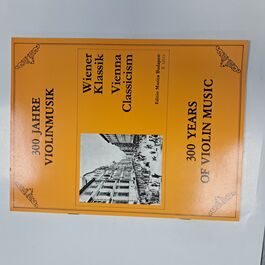 300 JAHRE
VIOLINMUSIK
Wiener
Klassik
Vienna
Classicism
Editio Musica Budapest
300 YEARS
OF VIOLIN MUSIC